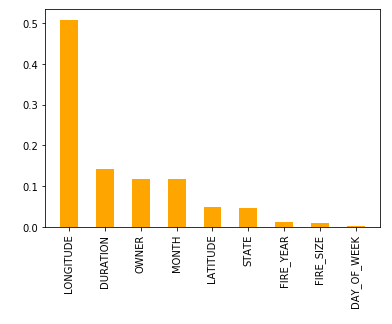 0.5
0.4
0.3
0.2
0.1
0.0
LONGITUDE
DURATION
OWNER
MONTH
LATITUDE
STATE
FIRE_YEAR
FIRE_SIZE
DAY_OF_WEEK